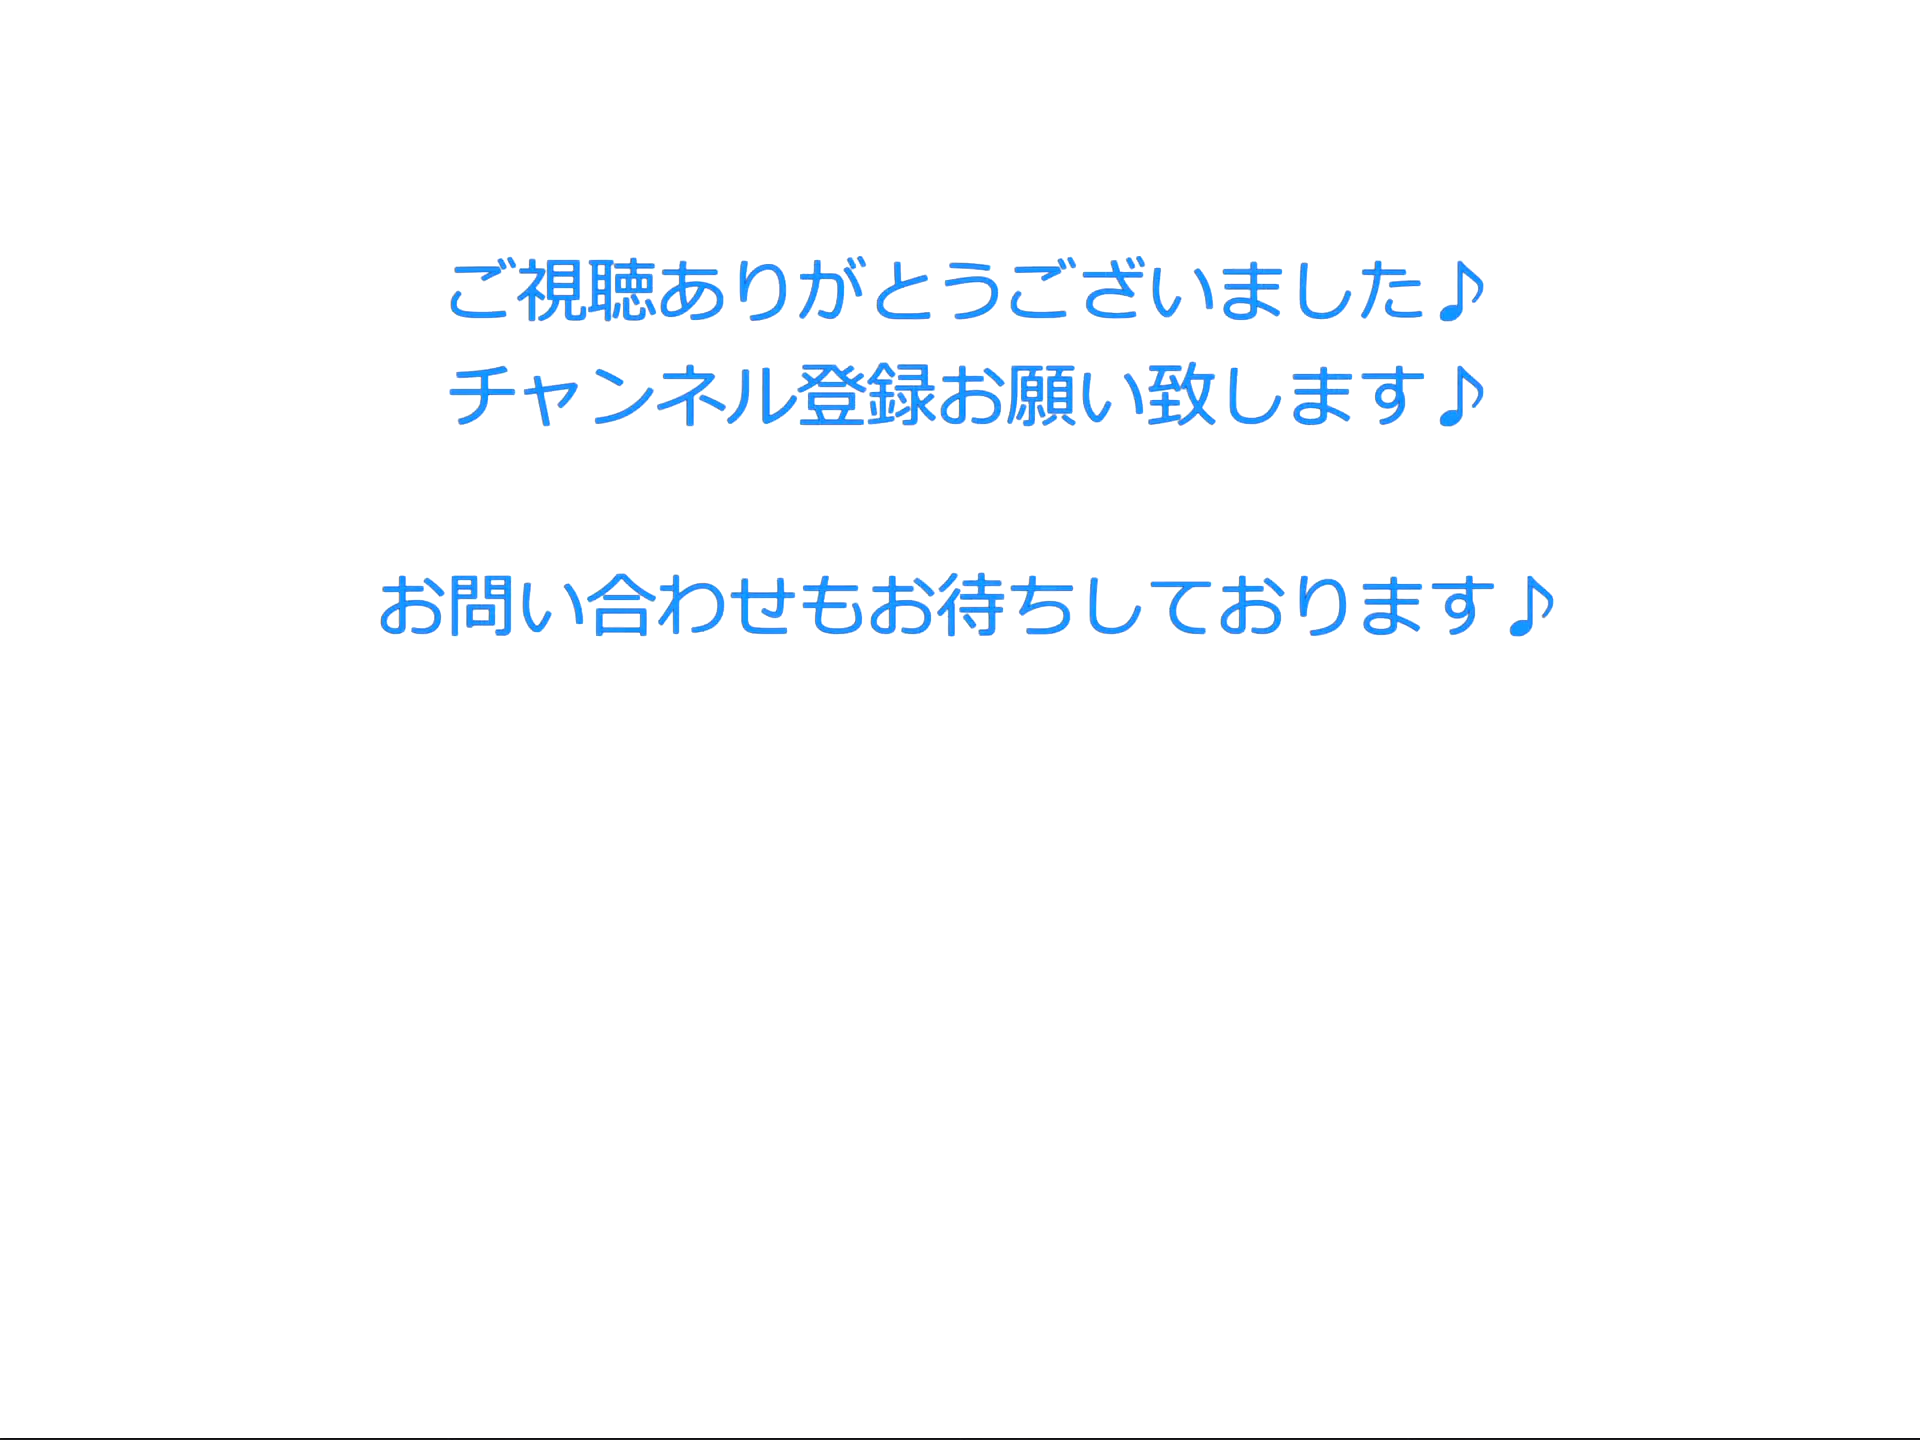 ご視聴ありがとうございました♪
チャンネル登録お願い致します♪
お問い合わせもお待ちしております♪